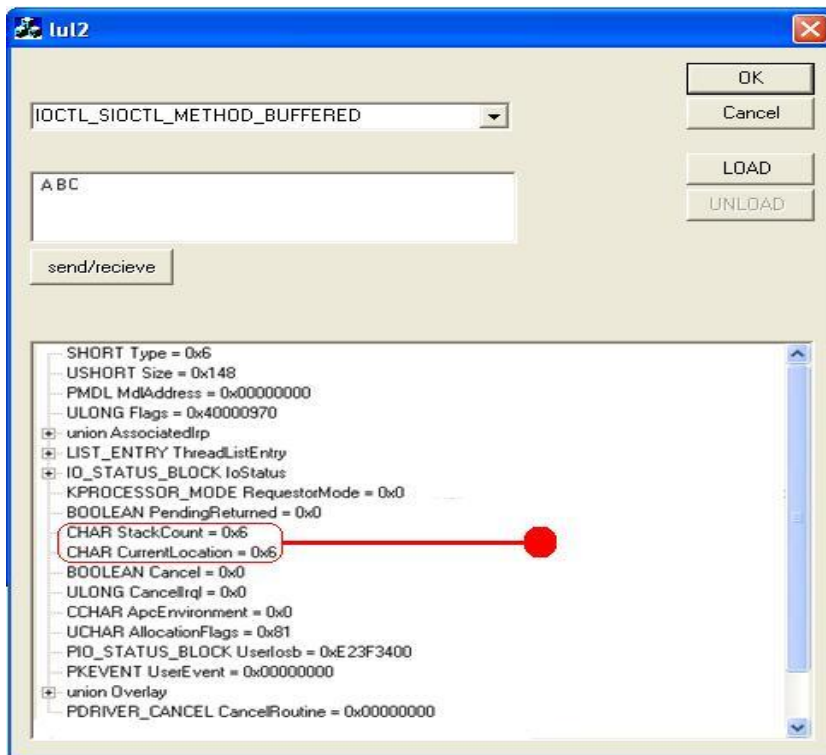 lul2
OK
IOCTL_SIOCTL_METHOD_BUFFERED
Cancel
LOAD
ABC
UNLOAD
send/recieve
SHORT Type = 0x6
USHORT Size = 0x148
PMDL MdlAddress = 0x00000000
ULONG Flags = 0x40000970
union AssociatedIrp
LIST_ENTRY ThreadListEntry
IO_STATUS_BLOCK IoStatus
KPROCESSOR_MODE RequestorMode = 0x0
BOOLEAN PendingReturned = 0x0
CHAR StackCount = 0x6
CHAR CurrentLocation = 0x6
BOOLEAN Cancel = 0x0
ULONG CancelIrql = 0x0
CCHAR ApcEnvironment = 0x0
UCHAR AllocationFlags = 0x81
PIO_STATUS_BLOCK UserIosb = 0xE23F3400
PKEVENT UserEvent = 0x00000000
union Overlay
PDRIVER_CANCEL CancelRoutine = 0x00000000